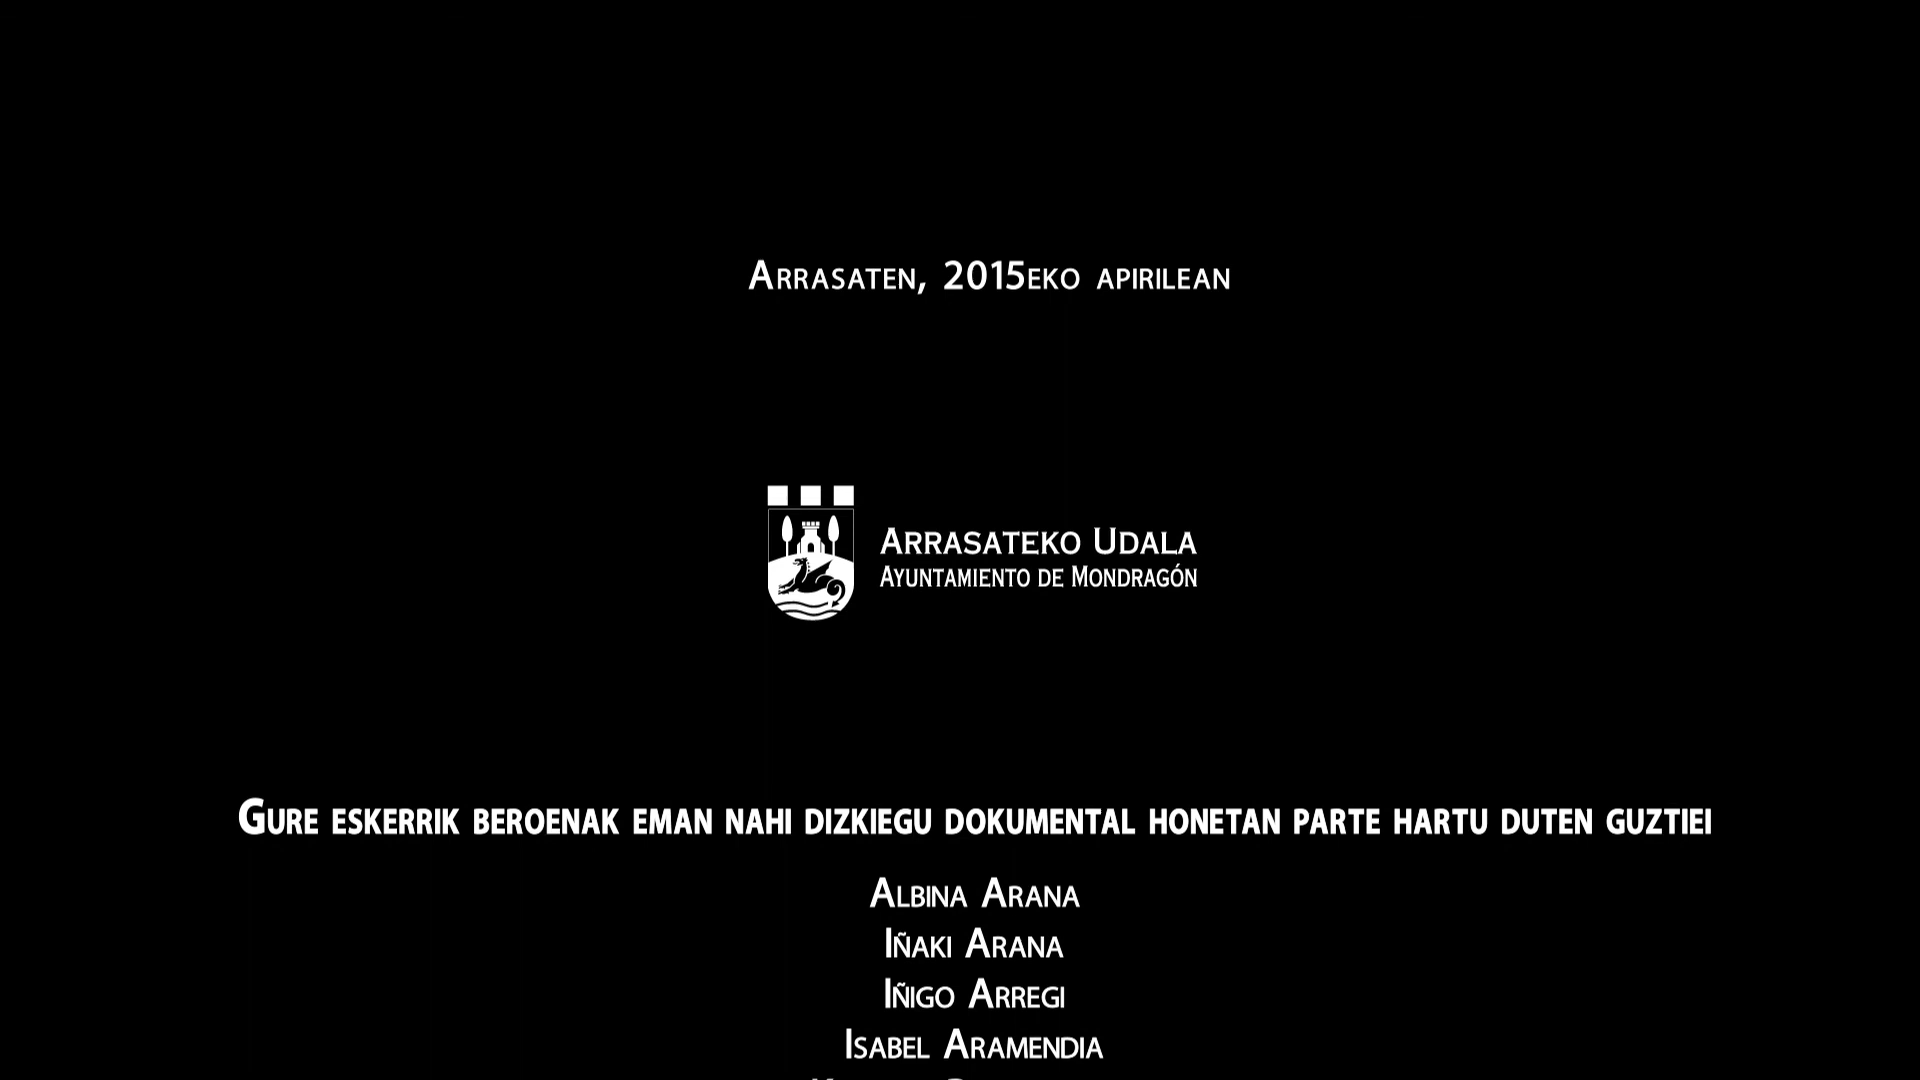 Arrasaten, 2015eko apirilean
Arrasateko Udala
Ayuntamiento de Mondragón
Gure eskerrik beroenak eman nahi dizkiegu dokumental honetan parte hartu duten guztiei
Albina Arana
Iñaki Arana
Iñigo Arregi
Isabel Aramendia